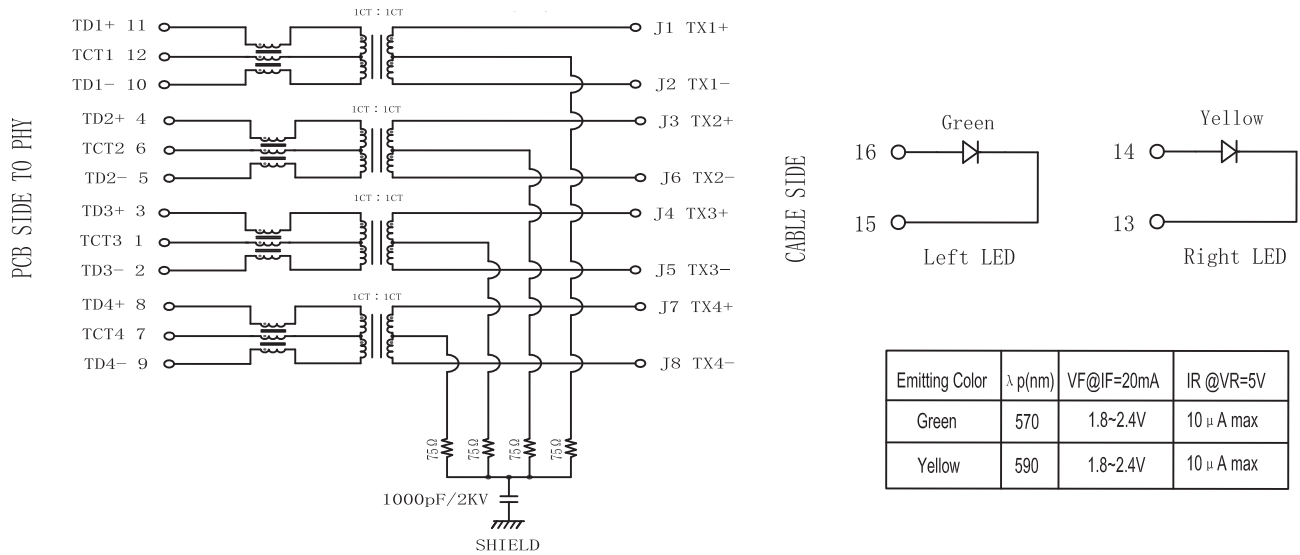 PCB SIDE TO PHY
1CT : 1CT
TD1+ 11
TCT1 12
TD1- 10
J1 TX1+
J2 TX1-
1CT : 1CT
TD2+ 4
TCT2 6
TD2- 5
J3 TX2+
J6 TX2-
1CT : 1CT
TD3+ 3
TCT3 1
TD3- 2
J4 TX3+
J5 TX3-
1CT : 1CT
TD4+ 8
TCT4 7
TD4- 9
J7 TX4+
J8 TX4-
75Ω
75Ω
75Ω
75Ω
1000pF/2KV
SHIELD
CABLE SIDE
Green
16
15
Left LED
Yellow
14
13
Right LED
Emitting Color λp(nm) VF@IF=20mA IR @VR=5V
Green 570 1.8~2.4V 10 μA max
Yellow 590 1.8~2.4V 10 μA max